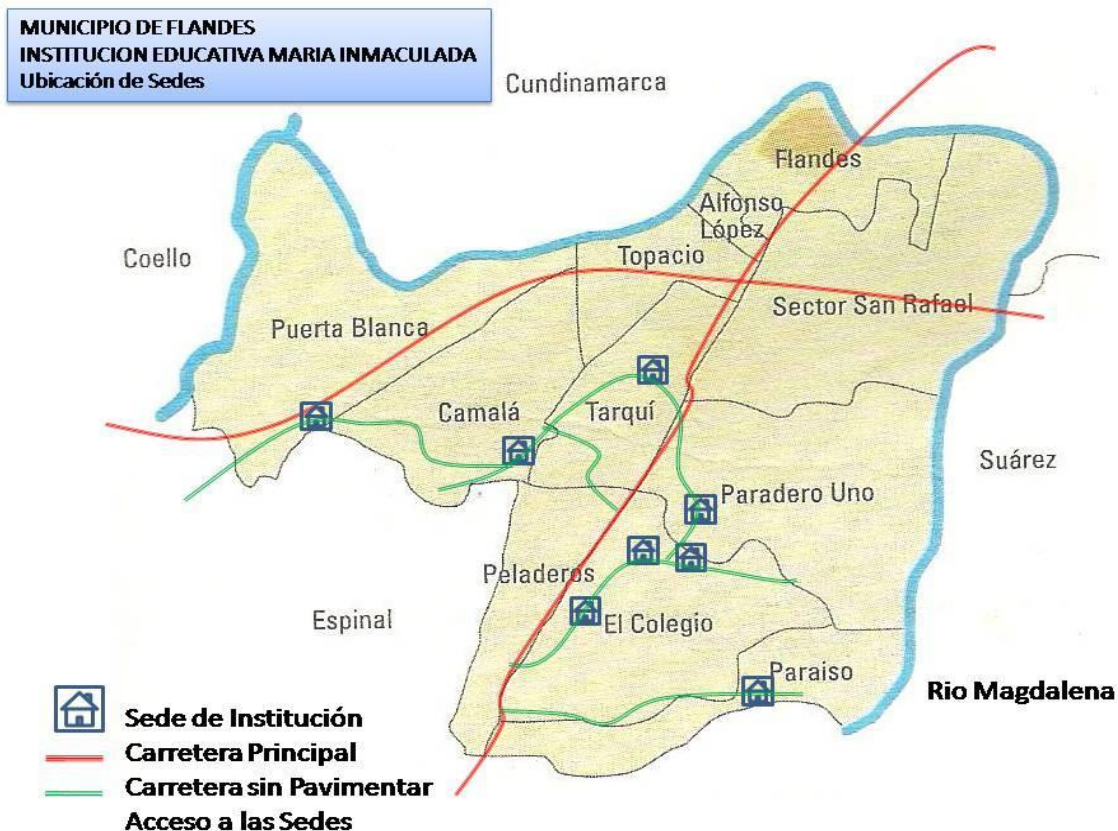 MUNICIPIO DE FLANDES
INSTITUCION EDUCATIVA MARIA INMACULADA
Ubicación de Sedes
Cundinamarca
Flandes
Alfonso
López
Coello
Topacio
Sector San Rafael
Puerta Blanca
Camalá
Tarquí
Suárez
Paradero Uno
Peladeros
Espinal
El Colegio
Paraiso
Rio Magdalena
Sede de Institución
Carretera Principal
Carretera sin Pavimentar
Acceso a las Sedes